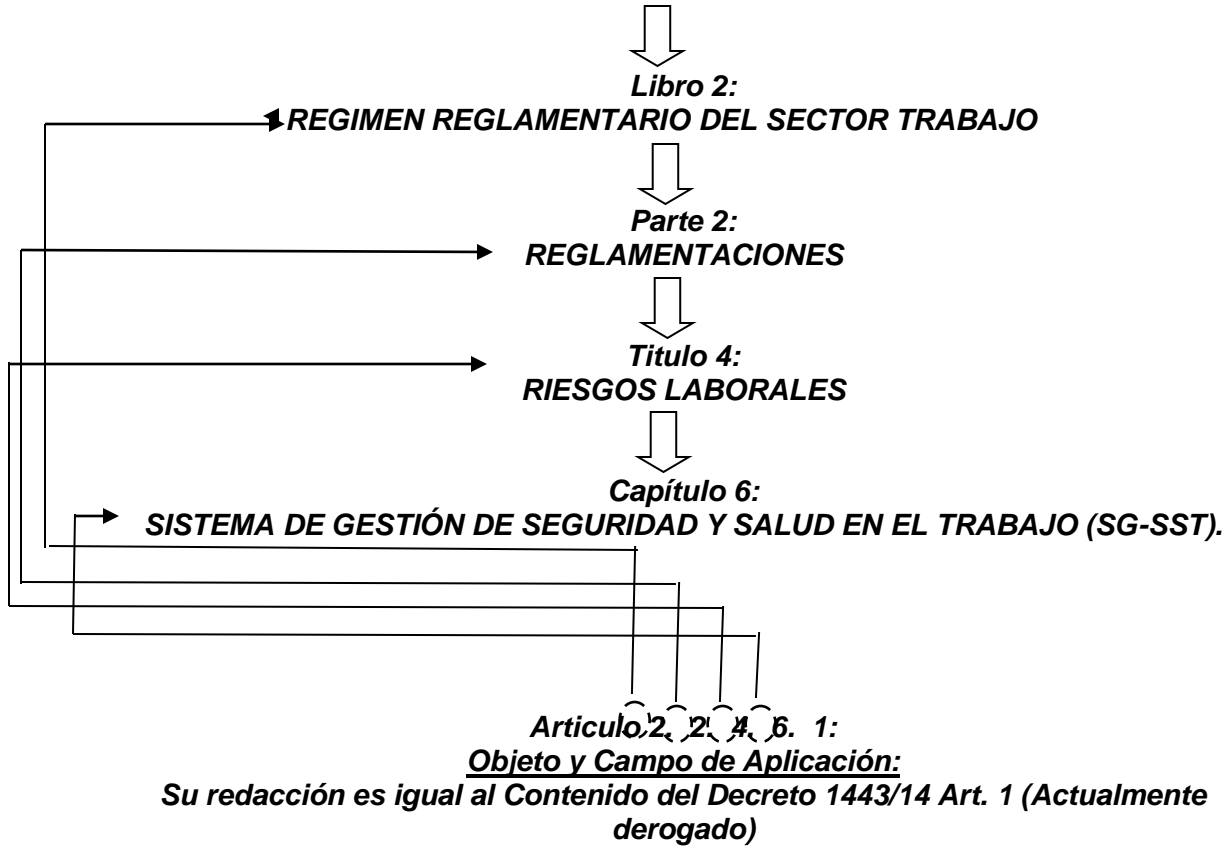 Libro 2:
REGIMEN REGLAMENTARIO DEL SECTOR TRABAJO
Parte 2:
REGLAMENTACIONES
Titulo 4:
RIESGOS LABORALES
Capítulo 6:
SISTEMA DE GESTIÓN DE SEGURIDAD Y SALUD EN EL TRABAJO (SG-SST).
Articulo 2. 2. 4. 6. 1:
Objeto y Campo de Aplicación:
Su redacción es igual al Contenido del Decreto 1443/14 Art. 1 (Actualmente
derogado)